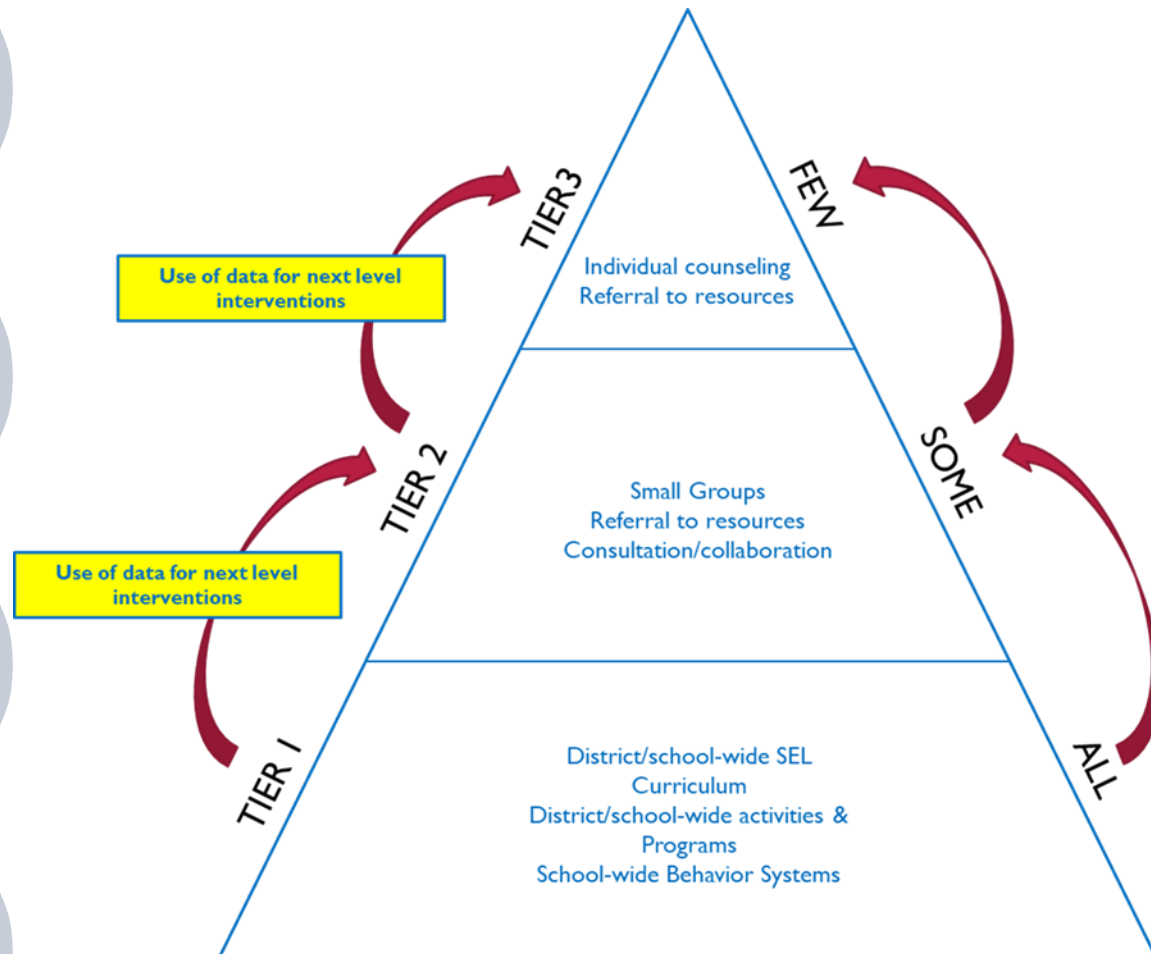 TIER3
FEW
Individual counseling
Referral to resources
Use of data for next level
interventions
TIER 2
SOME
Small Groups
Referral to resources
Consultation/collaboration
Use of data for next level
interventions
TIER 1
ALL
District/school-wide SEL
Curriculum
District/school-wide activities &
Programs
School-wide Behavior Systems